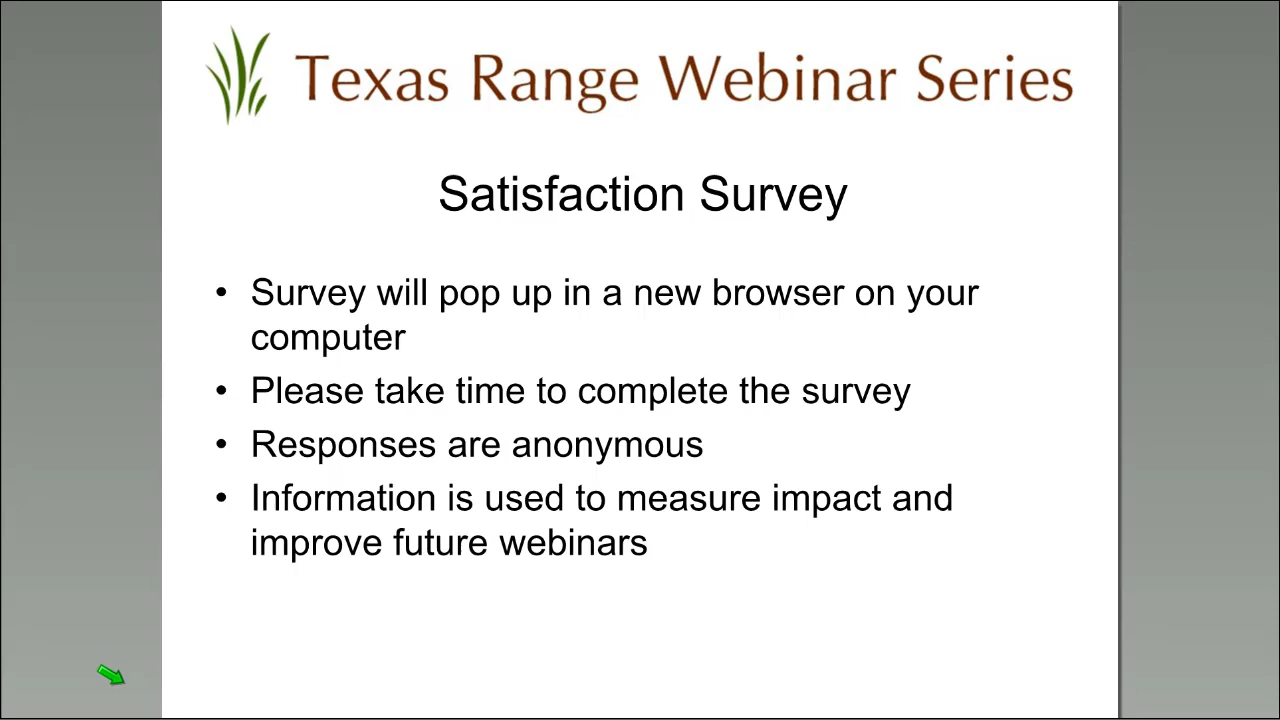 Texas Range Webinar Series
Satisfaction Survey
• Survey will pop up in a new browser on your
computer
• Please take time to complete the survey
• Responses are anonymous
• Information is used to measure impact and
improve future webinars